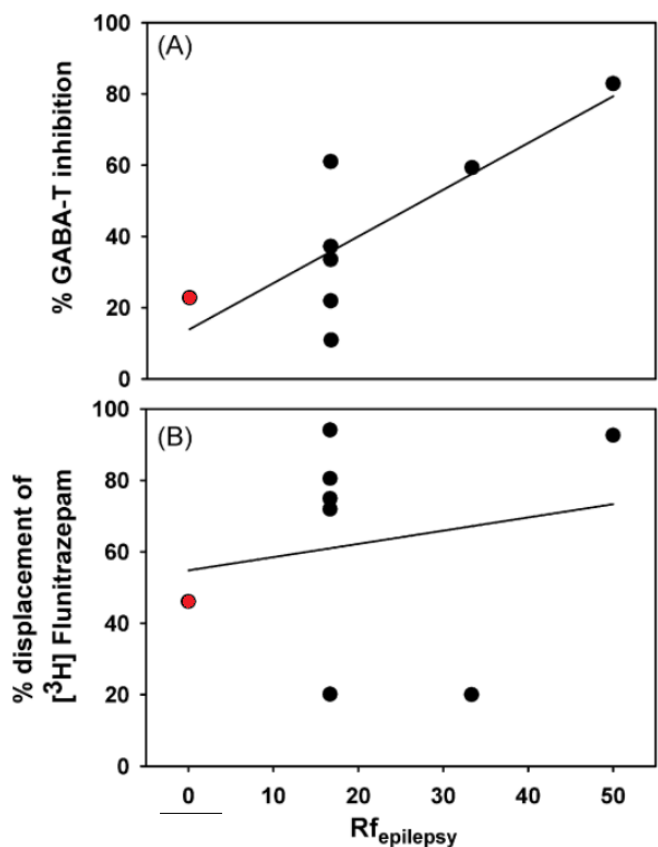 (A)
% GABA-T inhibition
100
80
60
40
20
0
(B)
% displacement of
[³H] Flunitrazepam
100
80
60
40
20
0
0 10 20 30 40 50
Rfepilepsy